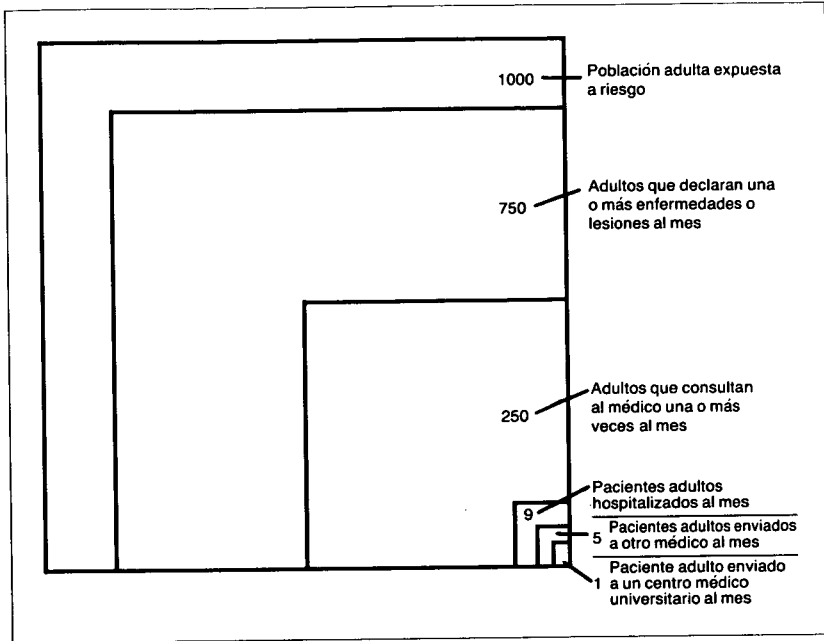 1000 Población adulta expuesta
a riesgo
Adultos que declaran una
750 o más enfermedades o
lesiones al mes
Adultos que consultan
250 al médico una o más
veces al mes
Pacientes adultos
9 hospitalizados al mes
5 Pacientes adultos enviados
a otro médico al mes
Paciente adulto enviado
1 a un centro médico
universitario al mes